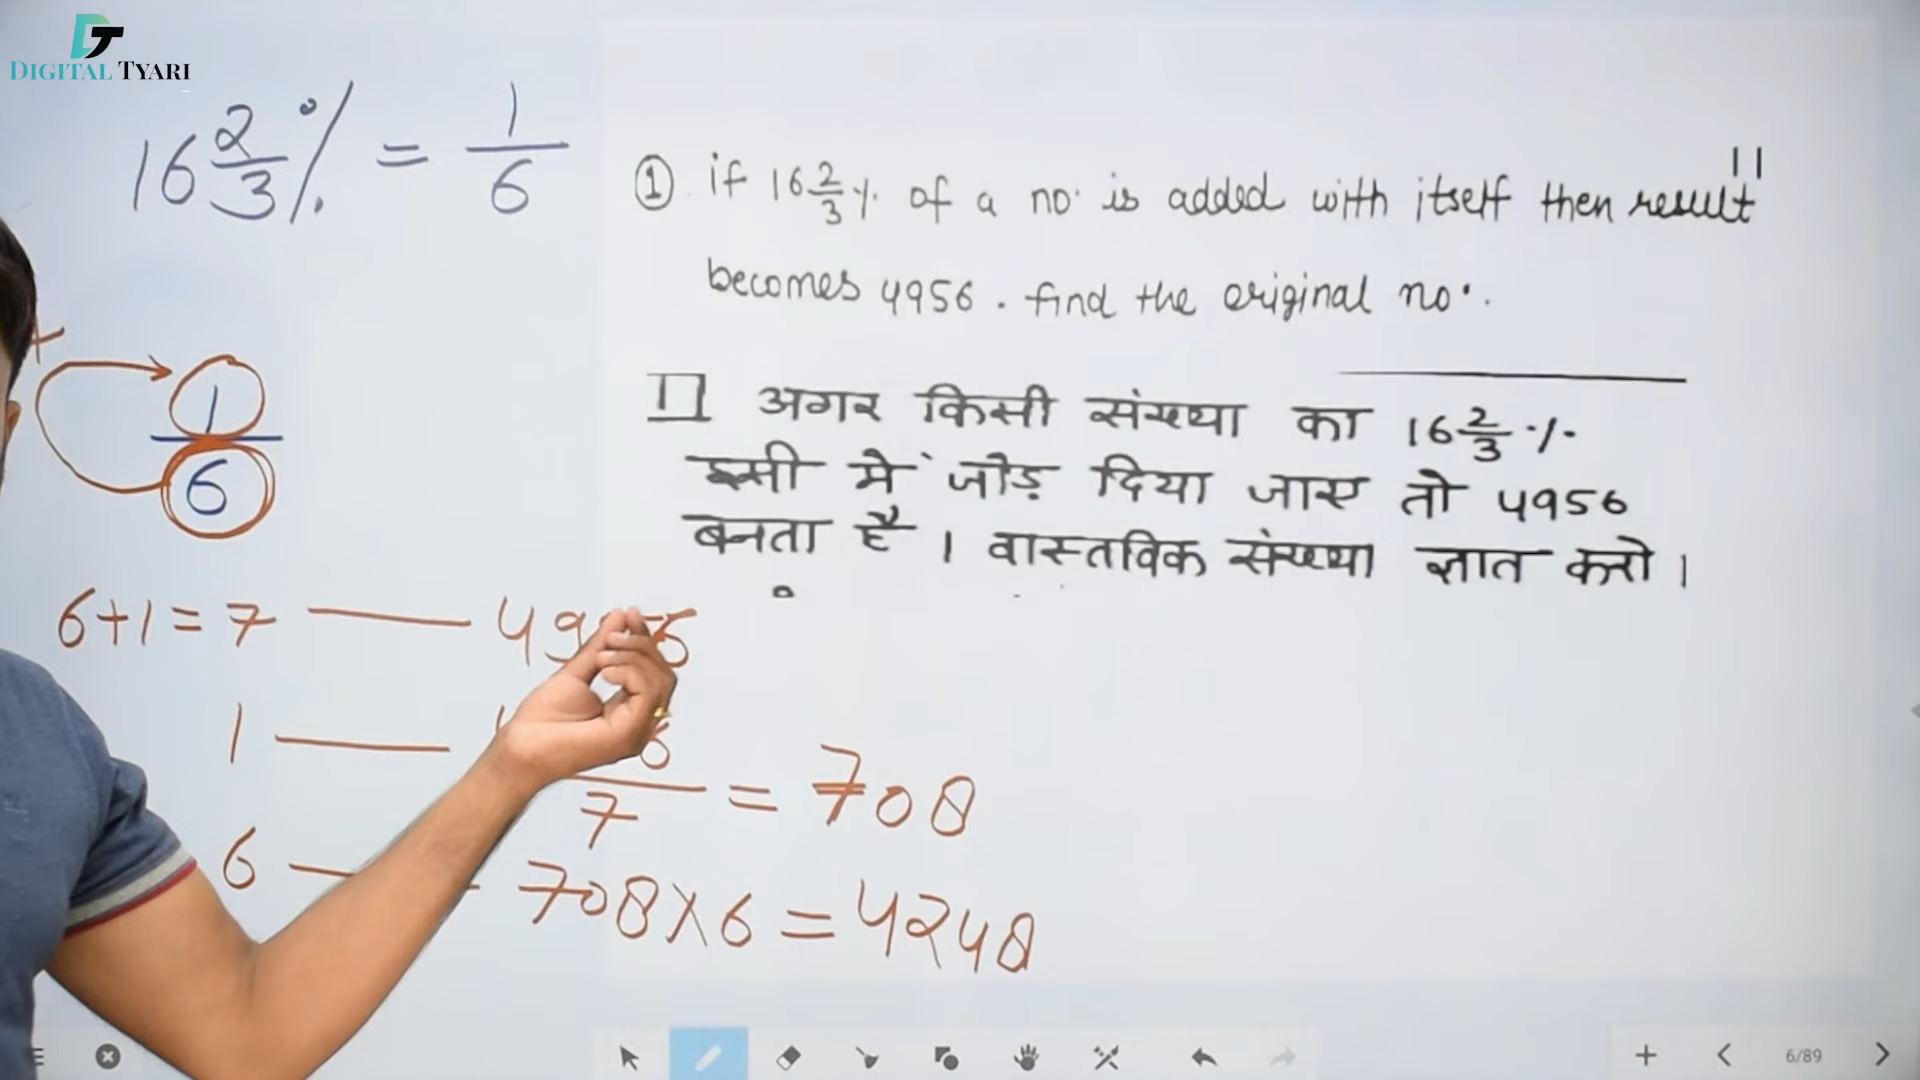 DIGITAL TYARI
16 2/3 % = 1/6
① if 16 2/3 % of a no. is added with itself then result
becomes 4956. find the original no.
1] अगर किसी संख्या का 16 2/3 %
इसी में जोड़ दिया जाए तो 4956
बनता है । वास्तविक संख्या ज्ञात करो ।
+
1/6
6+1=7 —
1 —
7 = 708
6 — 708×6 = 4248
6/89